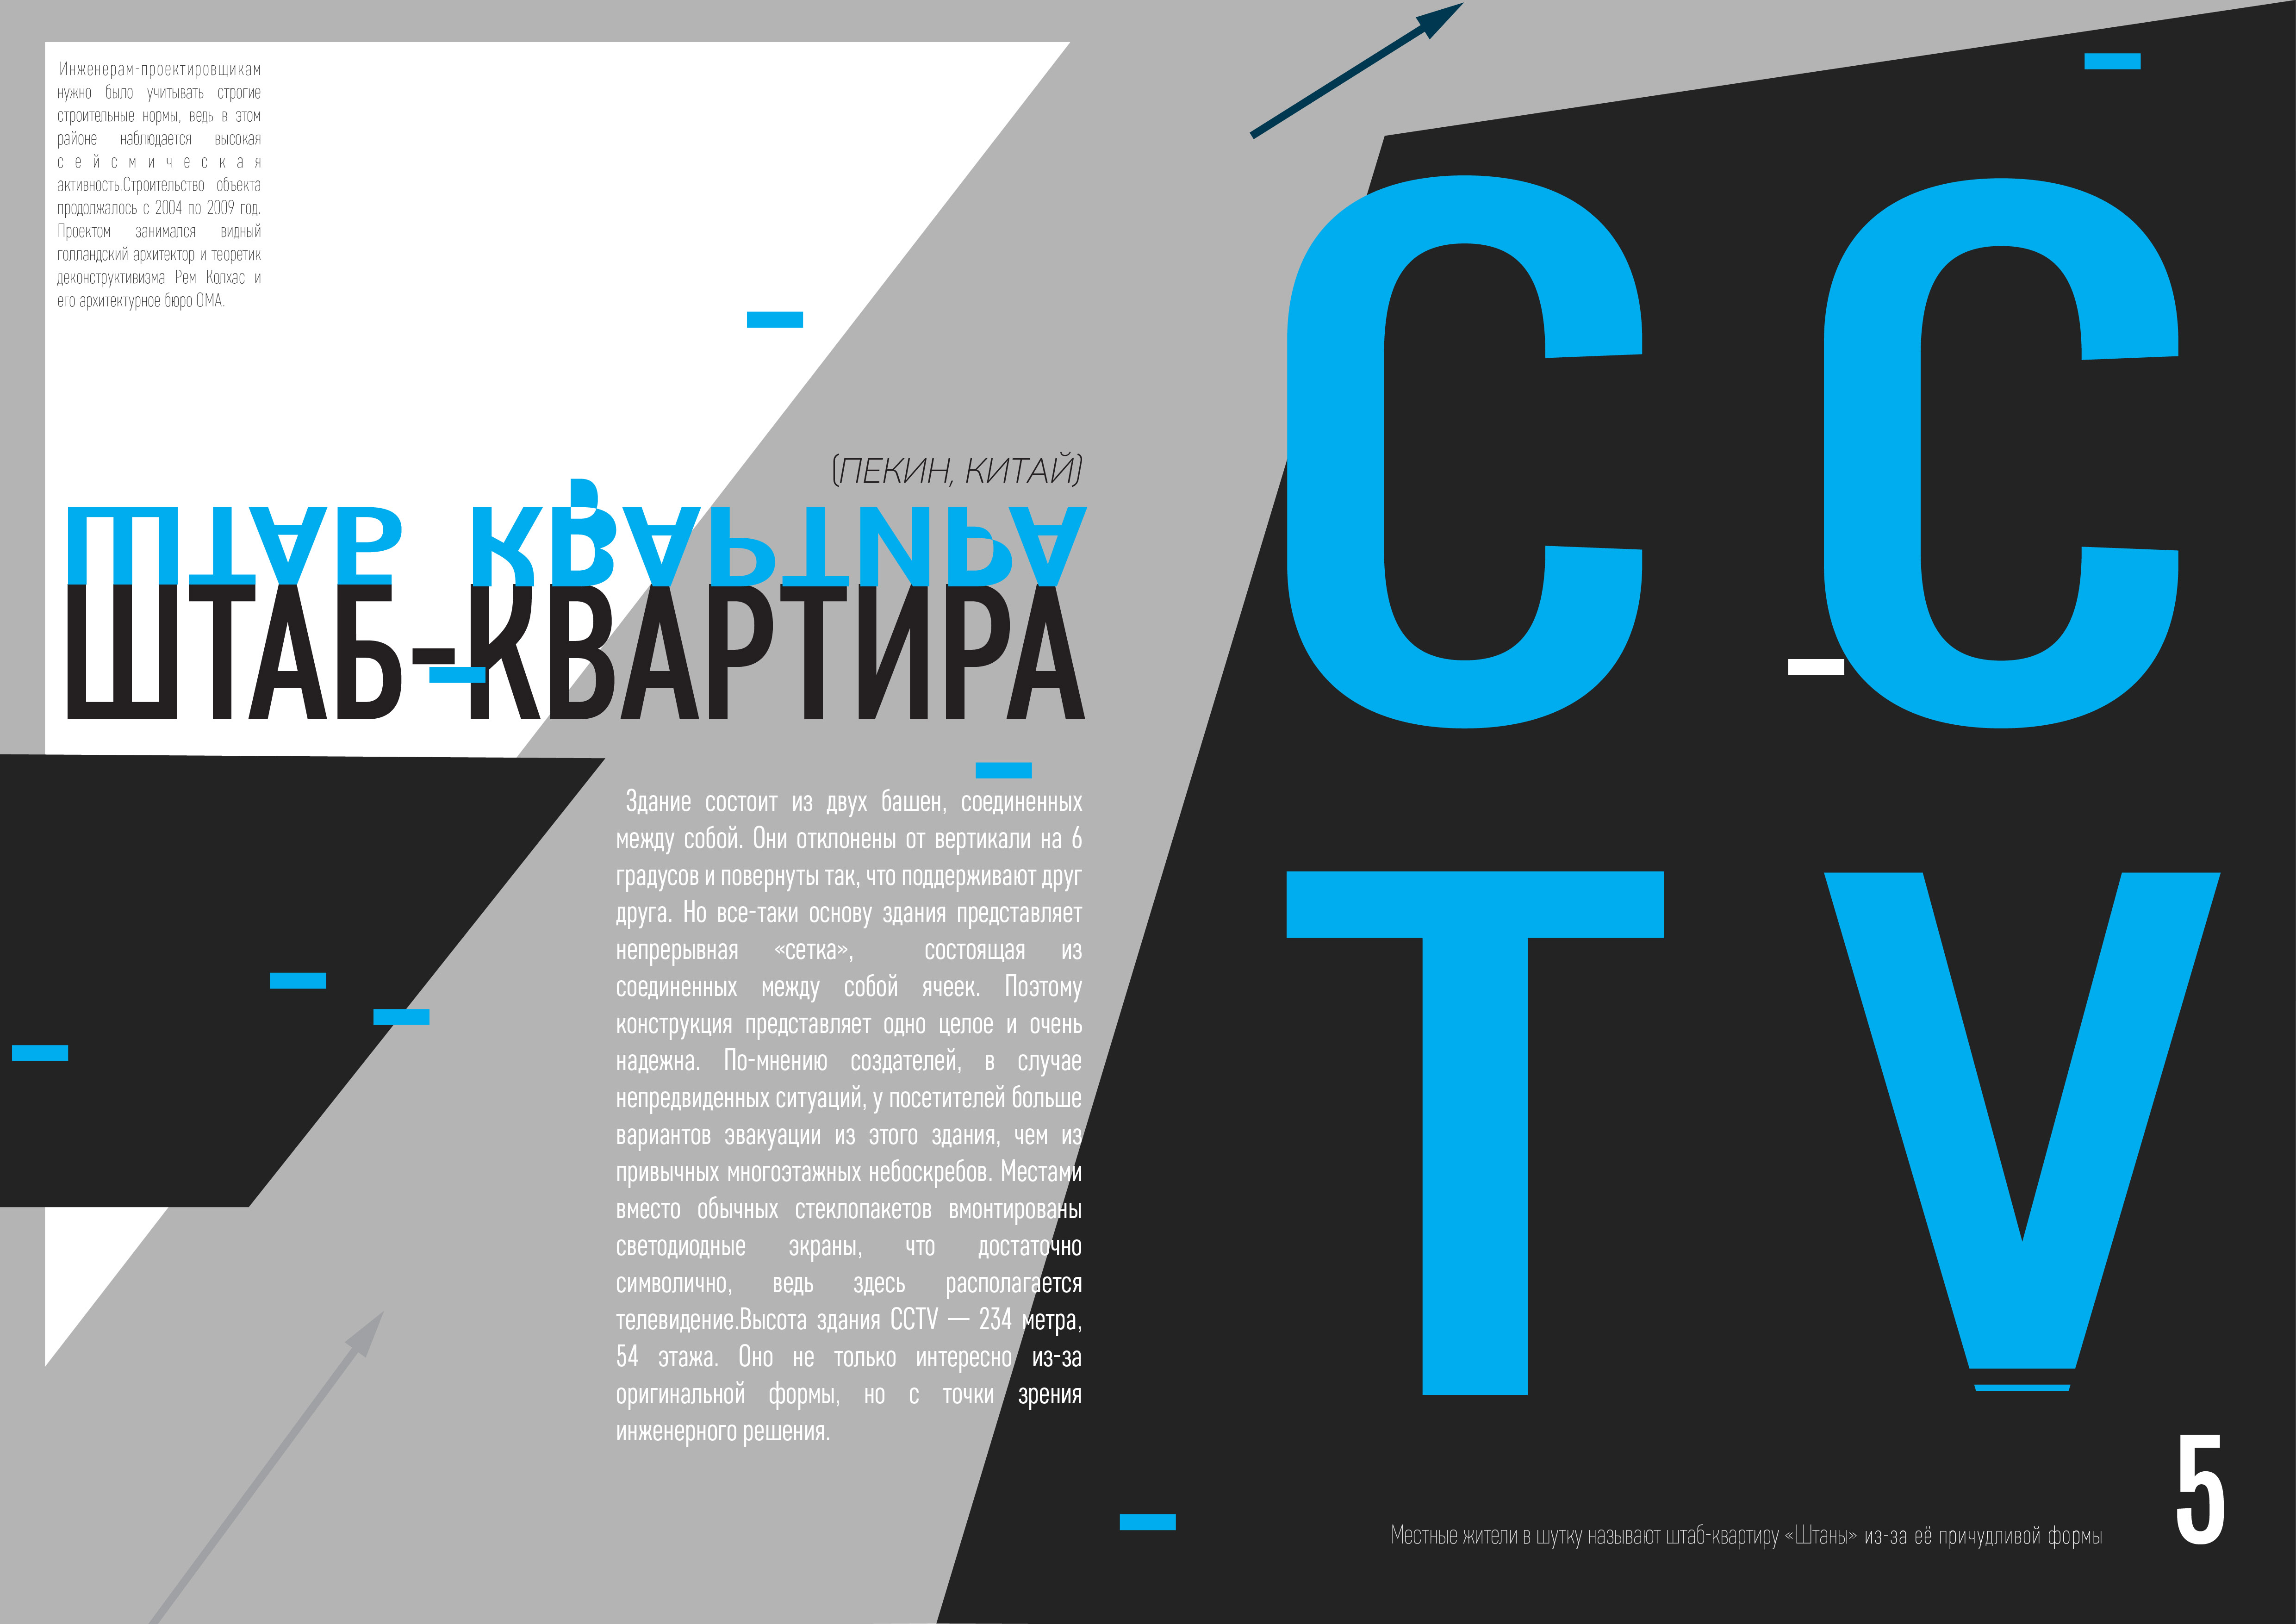 Инженерам-проектировщикам
нужно было учитывать строгие
строительные нормы, ведь в этом
районе наблюдается высокая
сейсмическая
активность.Строительство объекта
продолжалось с 2004 по 2009 год.
Проектом занимался видный
голландский архитектор и теоретик
деконструктивизма Рем Колхас и
его архитектурное бюро ОМА.
(ПЕКИН, КИТАЙ)
ШТАБ-КВАРТИРА
ШТАБ-КВАРТИРА
Здание состоит из двух башен, соединенных
между собой. Они отклонены от вертикали на 6
градусов и повернуты так, что поддерживают друг
друга. Но все-таки основу здания представляет
непрерывная «сетка», состоящая из
соединенных между собой ячеек. Поэтому
конструкция представляет одно целое и очень
надежна. По-мнению создателей, в случае
непредвиденных ситуаций, у посетителей больше
вариантов эвакуации из этого здания, чем из
привычных многоэтажных небоскребов. Местами
вместо обычных стеклопакетов вмонтированы
светодиодные экраны, что достаточно
символично, ведь здесь располагается
телевидение.Высота здания CCTV — 234 метра,
54 этажа. Оно не только интересно из-за
оригинальной формы, но с точки зрения
инженерного решения.
CC
TV
Местные жители в шутку называют штаб-квартиру «Штаны» из-за её причудливой формы
5